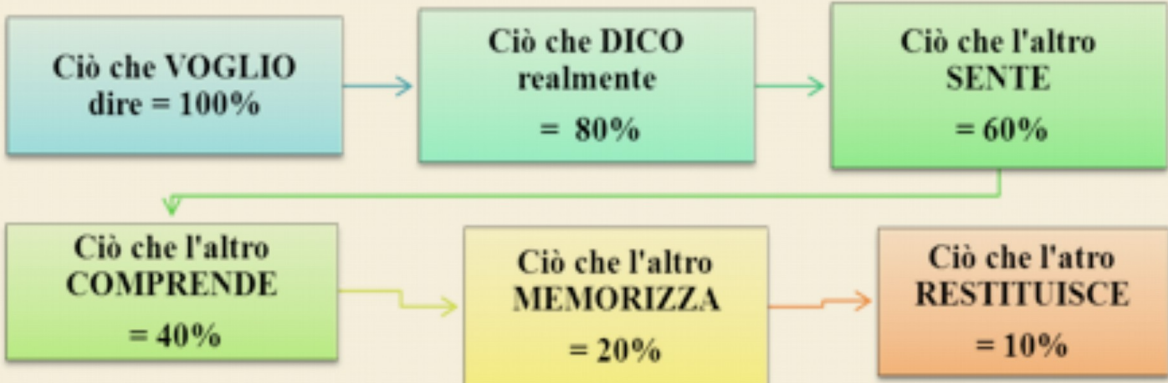 Ciò che VOGLIO
dire = 100%
Ciò che DICO
realmente
= 80%
Ciò che l'altro
SENTE
= 60%
Ciò che l'altro
COMPRENDE
= 40%
Ciò che l'altro
MEMORIZZA
= 20%
Ciò che l'atro
RESTITUISCE
= 10%